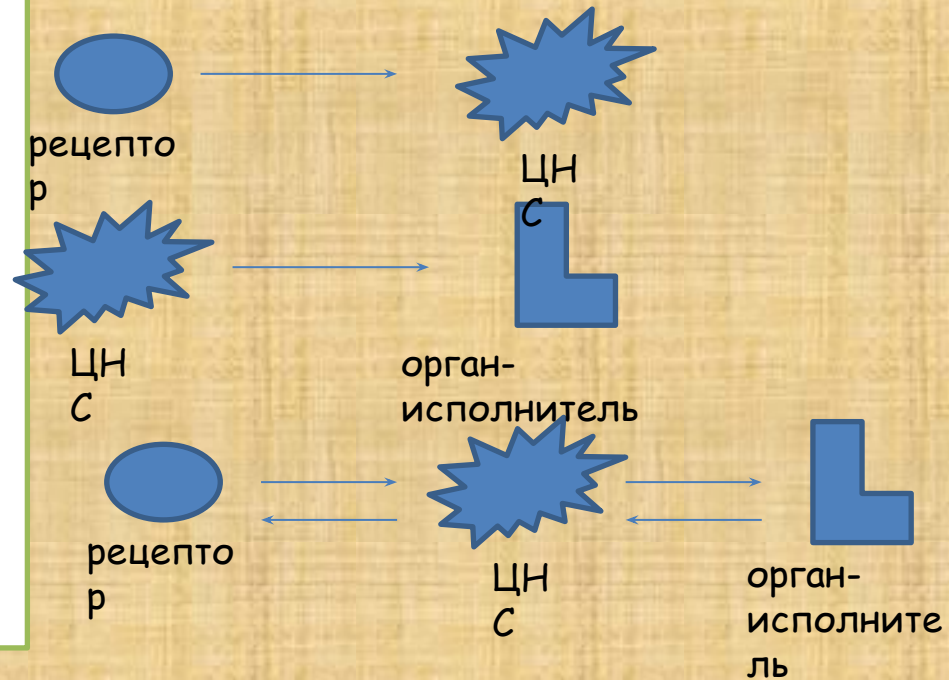 рецепто
р
ЦН
С
ЦН
С
орган-
исполнитель
рецепто
р
ЦН
С
орган-
исполните
ль